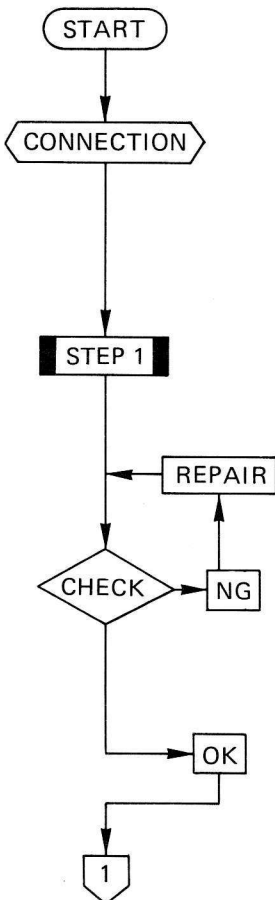 START
CONNECTION
STEP 1
REPAIR
CHECK
NG
OK
1